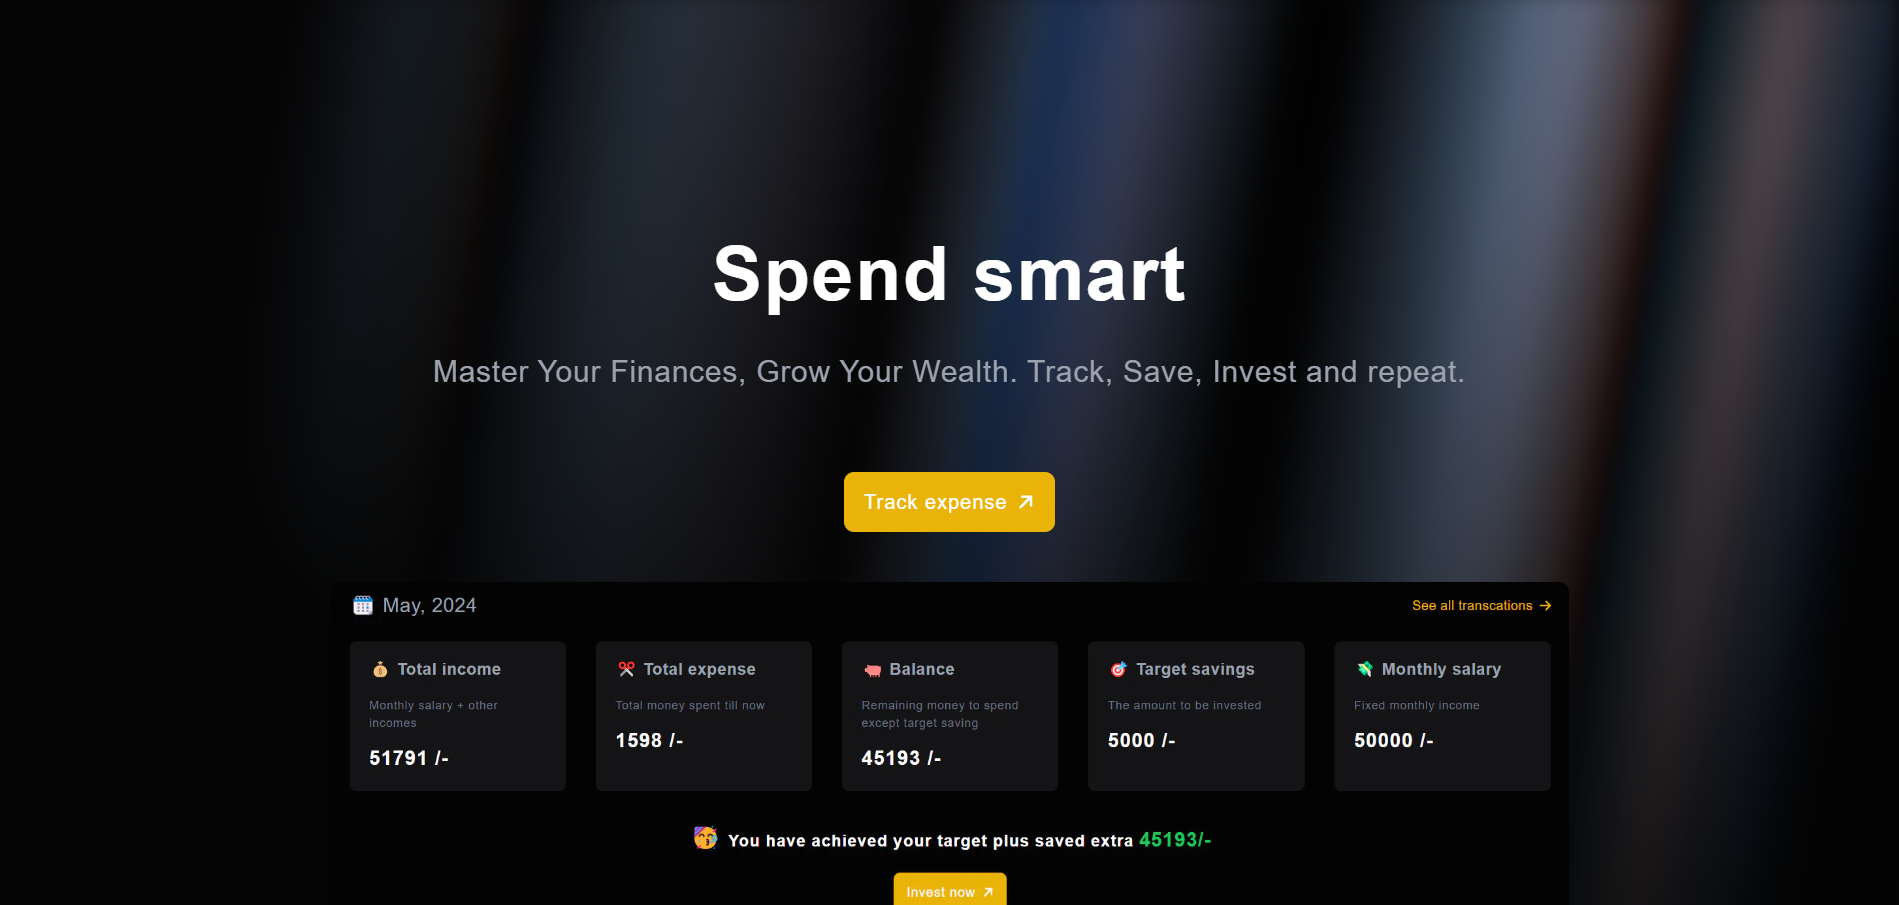 Spend smart
Master Your Finances, Grow Your Wealth. Track, Save, Invest and repeat.
Track expense
May, 2024
See all transcations
Total income
Monthly salary + other
incomes
51791 /-
Total expense
Total money spent till now
1598 /-
Balance
Remaining money to spend
except target saving
45193 /-
Target savings
The amount to be invested
5000 /-
Monthly salary
Fixed monthly income
50000 /-
You have achieved your target plus saved extra 45193/-
Invest now